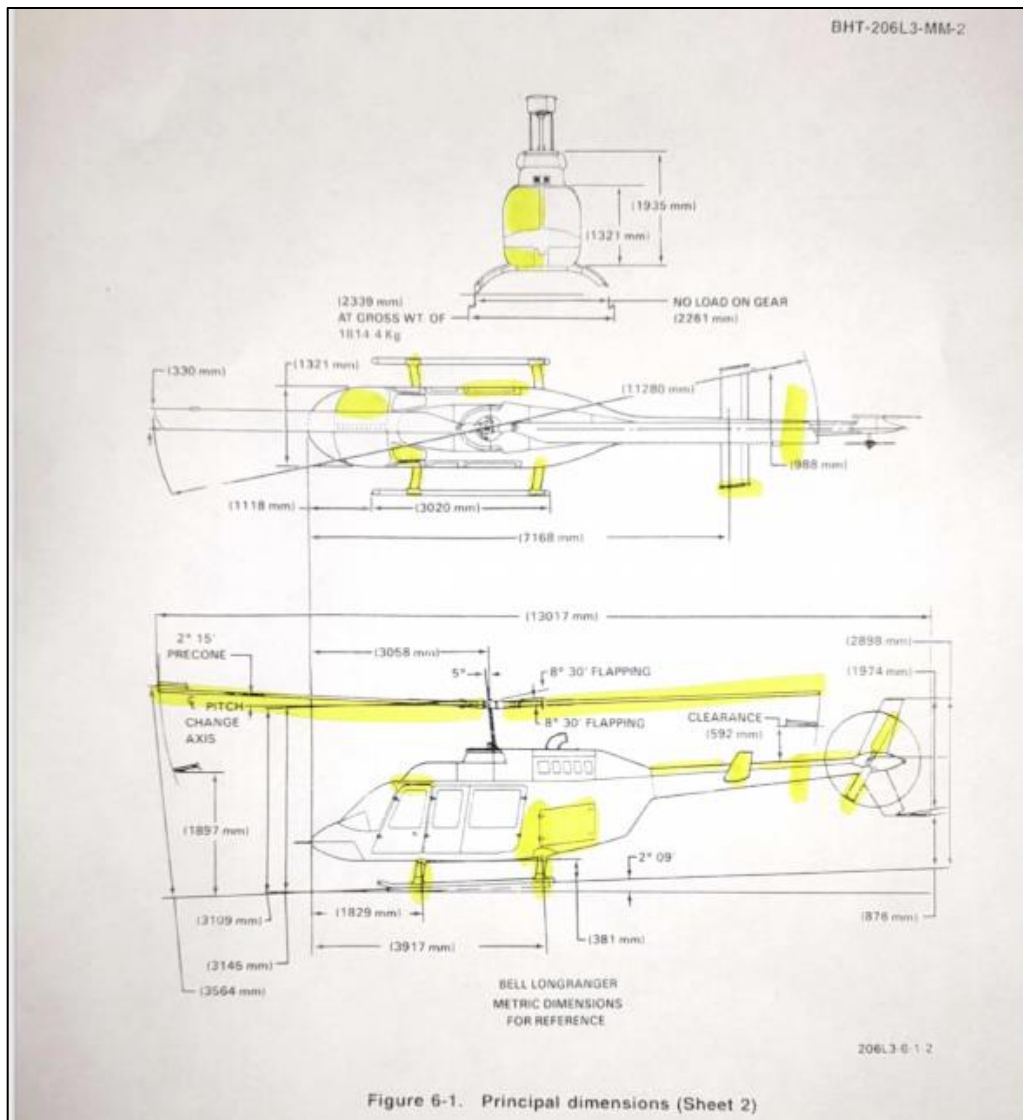 BHT-206L3-MM-2
(1935 mm)
(1321 mm)
(2339 mm)
AT GROSS WT. OF
1814.4 Kg
NO LOAD ON GEAR
(2261 mm)
(330 mm)
(1321 mm)
(11280 mm)
(988 mm)
(1118 mm)
(3020 mm)
(7168 mm)
(13017 mm)
2° 15'
PRECONE
(3058 mm)
5°
8° 30' FLAPPING
(2898 mm)
(1974 mm)
PITCH
CHANGE
AXIS
8° 30' FLAPPING
CLEARANCE
(592 mm)
(1897 mm)
2° 09'
(3109 mm)
(1829 mm)
(876 mm)
(381 mm)
(3917 mm)
(3145 mm)
(3564 mm)
BELL LONGRANGER
METRIC DIMENSIONS
FOR REFERENCE
206L3-6-1-2
Figure 6-1. Principal dimensions (Sheet 2)